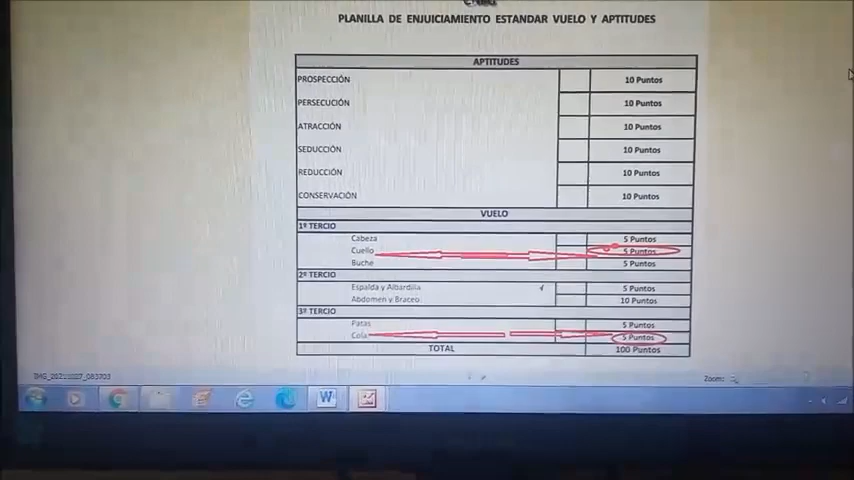 PLANILLA DE ENJUICIAMIENTO ESTANDAR VUELO Y APTITUDES
APTITUDES
PROSPECCIÓN 10 Puntos
PERSECUCIÓN 10 Puntos
ATRACCIÓN 10 Puntos
SEDUCCIÓN 10 Puntos
REDUCCIÓN 10 Puntos
CONSERVACIÓN 10 Puntos
VUELO
1º TERCIO
Cabeza 5 Puntos
Cuello 5 Puntos
Buche 5 Puntos
2º TERCIO
Espalda y Albardilla 5 Puntos
Abdomen y Braceo 10 Puntos
3º TERCIO
Patas 5 Puntos
Cola 5 Puntos
TOTAL 100 Puntos
Zoom:
W